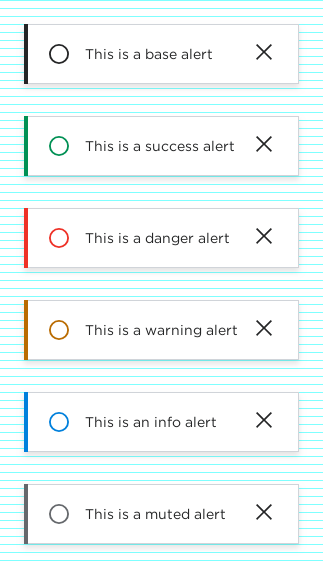 This is a base alert
This is a success alert
This is a danger alert
This is a warning alert
This is an info alert
This is a muted alert